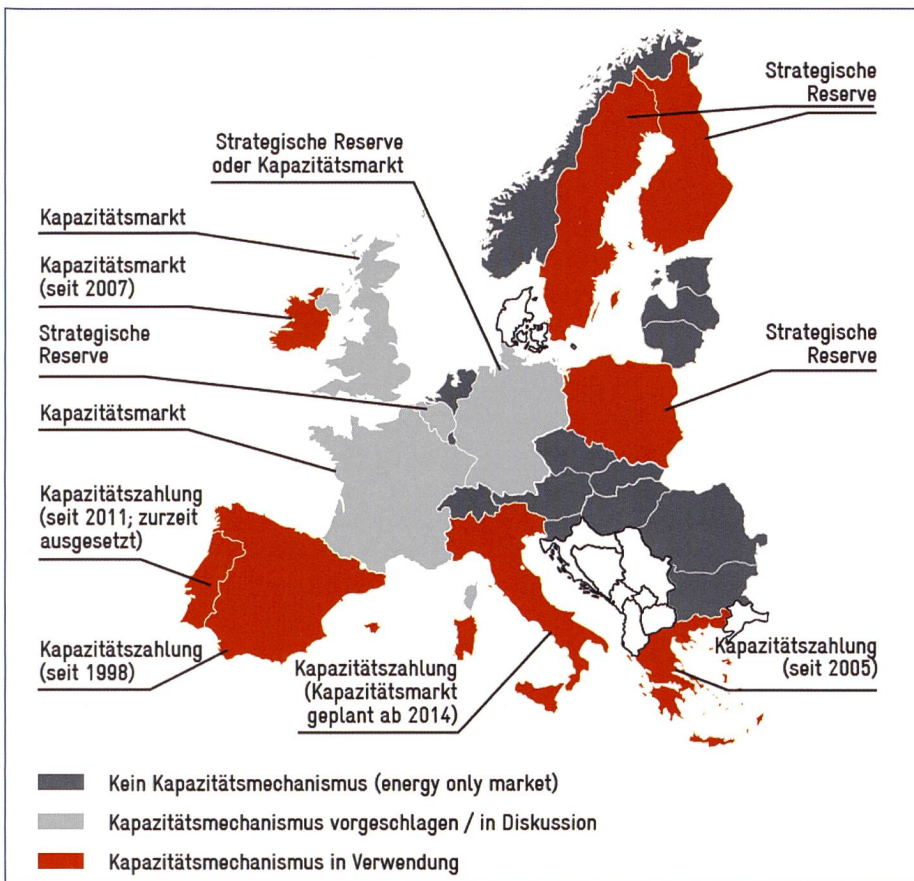 Strategische
Reserve
Strategische Reserve
oder Kapazitätsmarkt
Kapazitätsmarkt
Kapazitätsmarkt
(seit 2007)
Strategische
Reserve
Strategische
Reserve
Kapazitätsmarkt
Kapazitätszahlung
(seit 2011; zurzeit
ausgesetzt)
Kapazitätszahlung
(seit 1998)
Kapazitätszahlung
(Kapazitätsmarkt
geplant ab 2014)
Kapazitätszahlung
(seit 2005)
Kein Kapazitätsmechanismus (energy only market)
Kapazitätsmechanismus vorgeschlagen / in Diskussion
Kapazitätsmechanismus in Verwendung